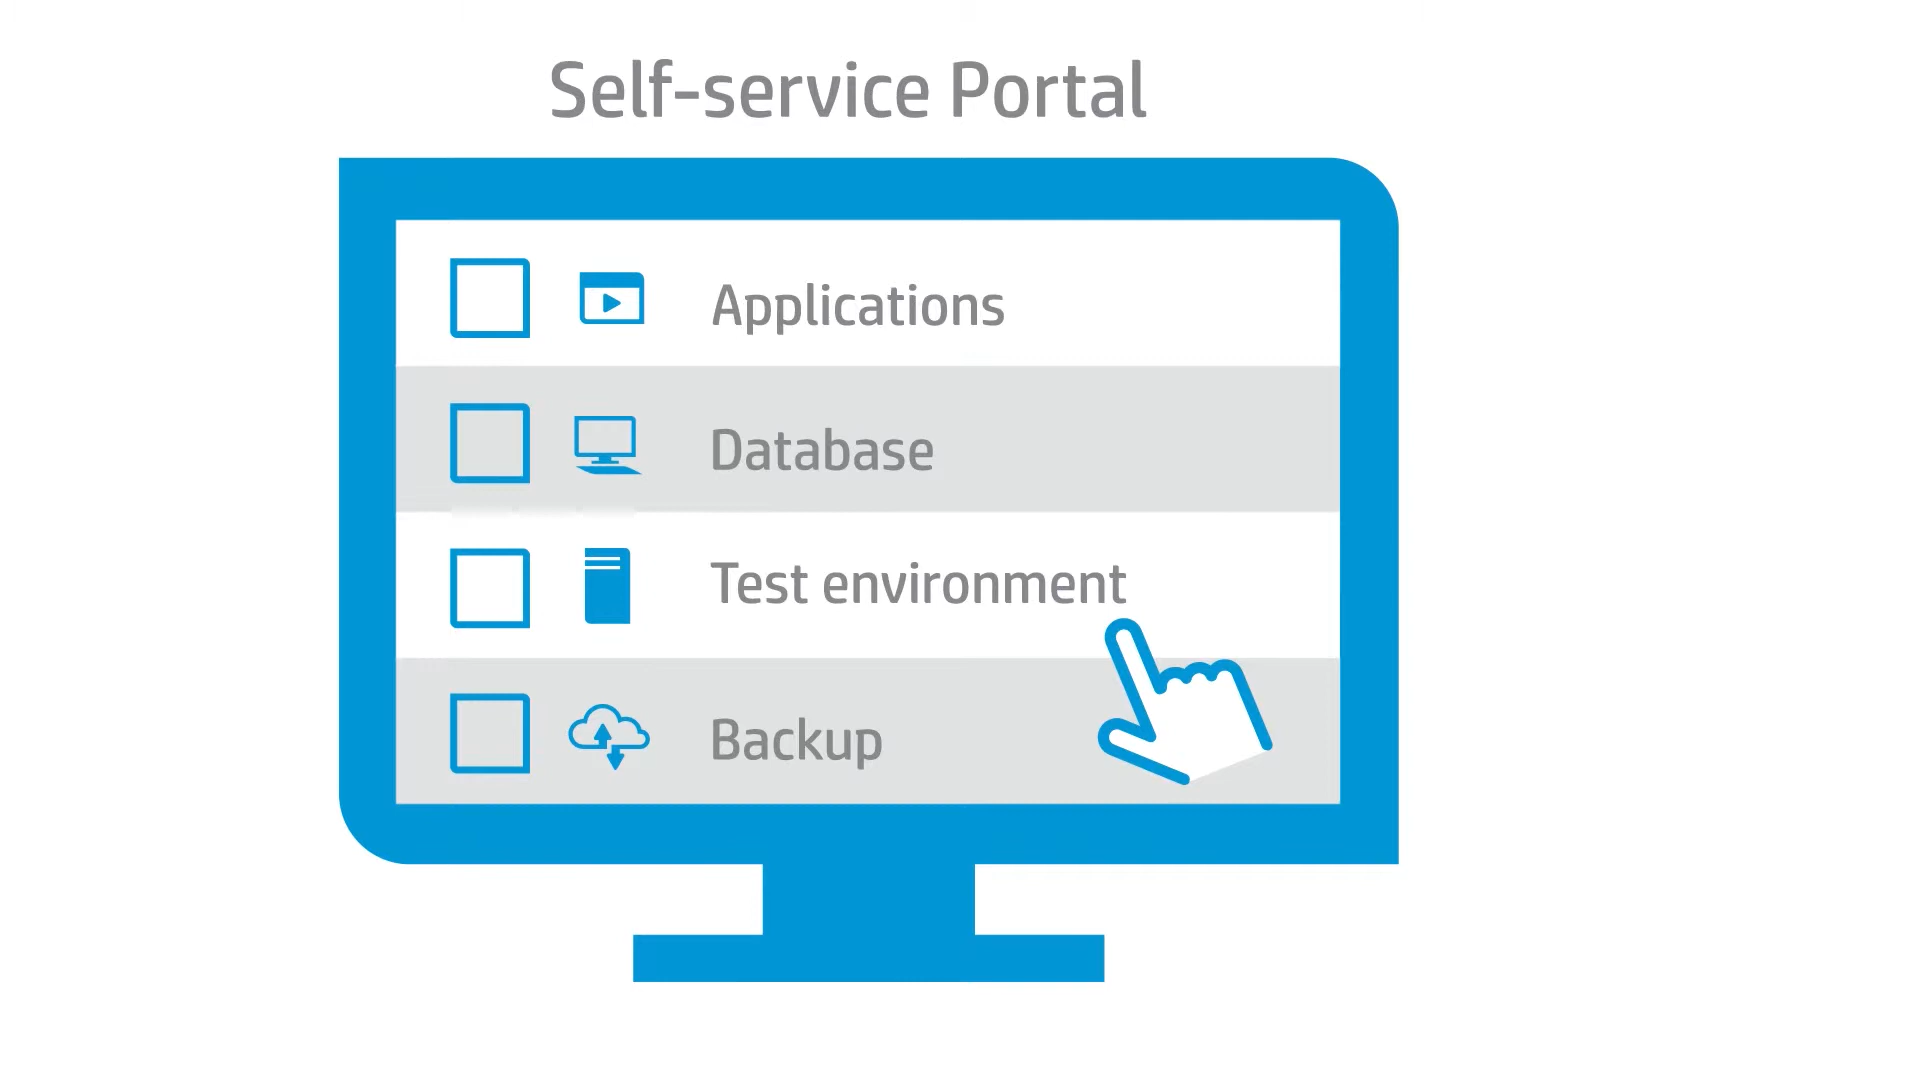 Self-service Portal
Applications
Database
Test environment
Backup